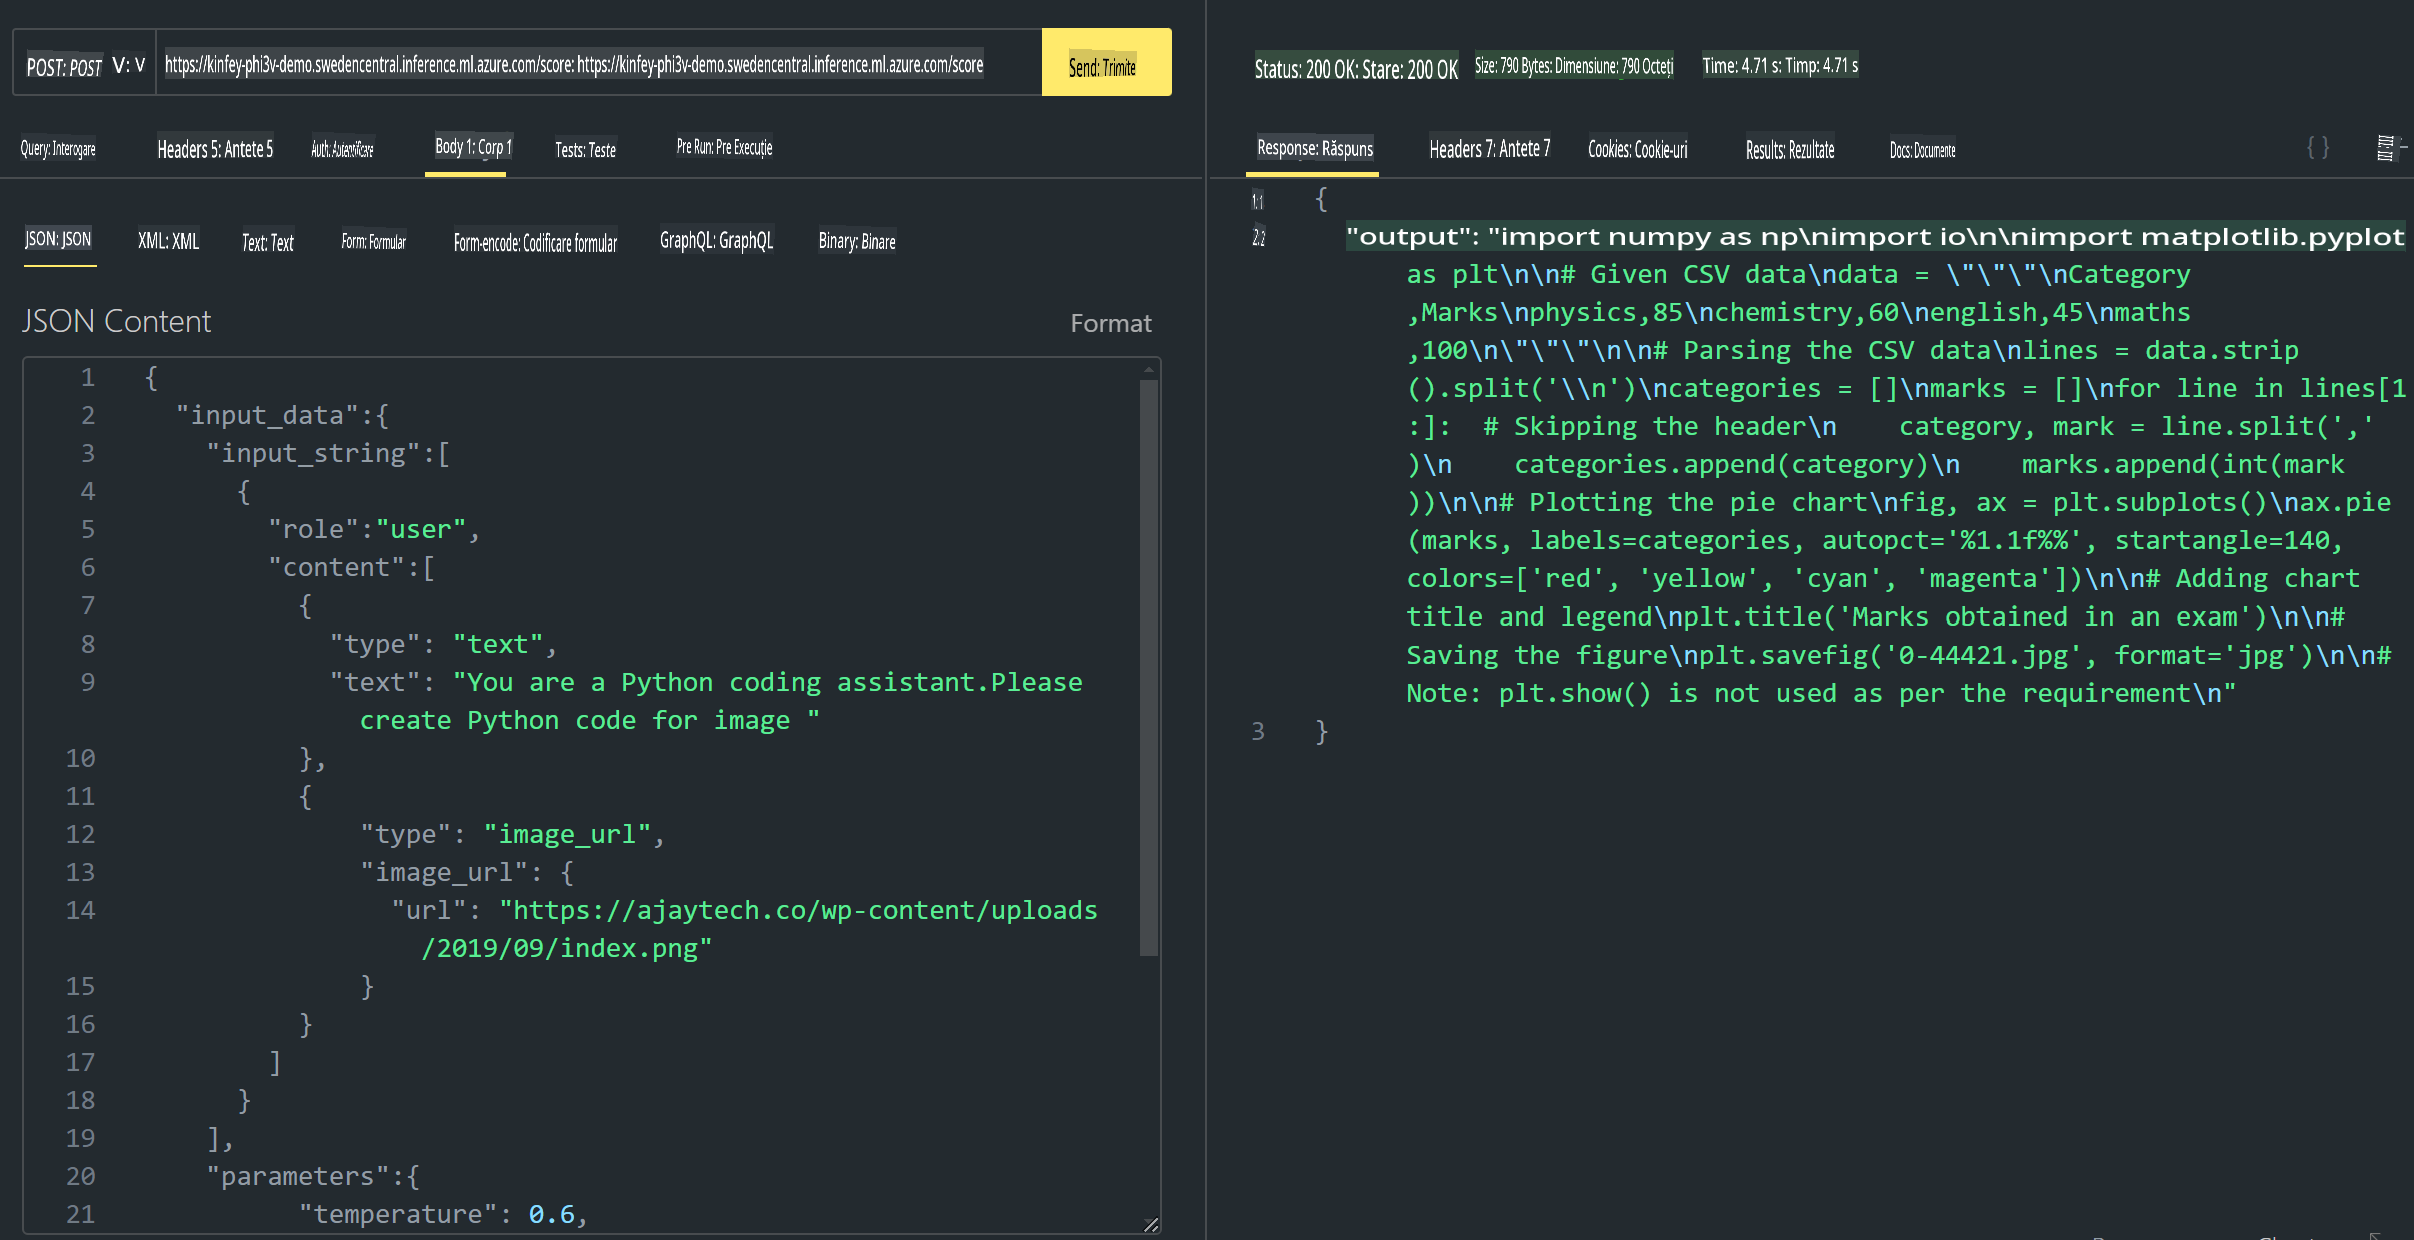 POST: POST V: V https://kinfey-phi3v-demo.swedencentral.inference.ml.azure.com/score: https://kinfey-phi3v-demo.swedencentral.inference.ml.azure.com/score Send: Trimite
Query: Interogare Headers 5: Antete 5 Auth: Autentificare Body 1: Corp 1 Tests: Teste Pre Run: Pre Execuție
JSON: JSON XML: XML Text: Text Form: Formular Form-encode: Codificare formular GraphQL: GraphQL Binary: Binare
JSON Content Format
1 {
2 "input_data":{
3 "input_string":[
4 {
5 "role":"user",
6 "content":[
7 {
8 "type": "text",
9 "text": "You are a Python coding assistant.Please
create Python code for image "
10 },
11 {
12 "type": "image_url",
13 "image_url": {
14 "url": "https://ajaytech.co/wp-content/uploads
/2019/09/index.png"
15 }
16 }
17 ]
18 }
19 ],
20 "parameters":{
21 "temperature": 0.6,
Status: 200 OK: Stare: 200 OK Size: 790 Bytes: Dimensiune: 790 Octeți Time: 4.71 s: Timp: 4.71 s
Response: Răspuns Headers 7: Antete 7 Cookies: Cookie-uri Results: Rezultate Docs: Documente { }
1: 1 {
2: 2 "output": "import numpy as np\nimport io\n\nimport matplotlib.pyplot
as plt\n\n# Given CSV data\ndata = \"\"\"\nCategory
,Marks\nphysics,85\nchemistry,60\nenglish,45\nmaths
,100\n\"\"\"\n\n# Parsing the CSV data\nlines = data.strip
().split('\\n')\ncategories = []\nmarks = []\nfor line in lines[1
:]:  # Skipping the header\n    category, mark = line.split(','
)\n    categories.append(category)\n    marks.append(int(mark
))\n\n# Plotting the pie chart\nfig, ax = plt.subplots()\nax.pie
(marks, labels=categories, autopct='%1.1f%%', startangle=140,
colors=['red', 'yellow', 'cyan', 'magenta'])\n\n# Adding chart
title and legend\nplt.title('Marks obtained in an exam')\n\n#
Saving the figure\nplt.savefig('0-44421.jpg', format='jpg')\n\n#
Note: plt.show() is not used as per the requirement\n"
3 }